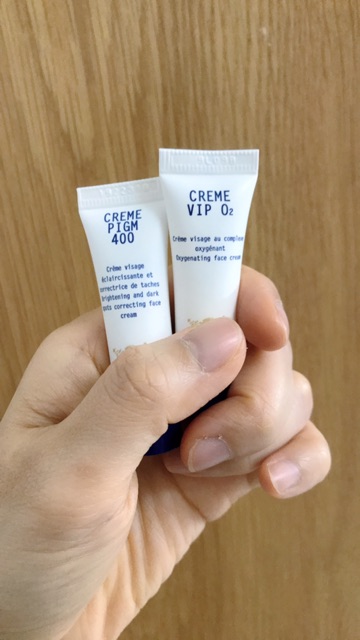 CREME
PIGM
400
Crème visage
éclaircissante et
correctrice de taches
brightening and dark
spots correcting face
cream
CREME
VIP O2
Crème visage au complexe
oxygénant
Oxygenating face cream